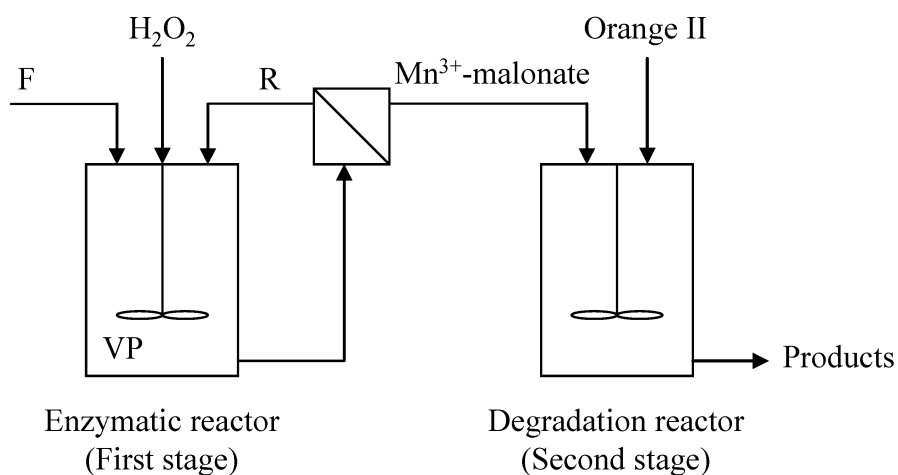 H₂O₂
Orange II
F
R
Mn³⁺-malonate
VP
Products
Enzymatic reactor
(First stage)
Degradation reactor
(Second stage)